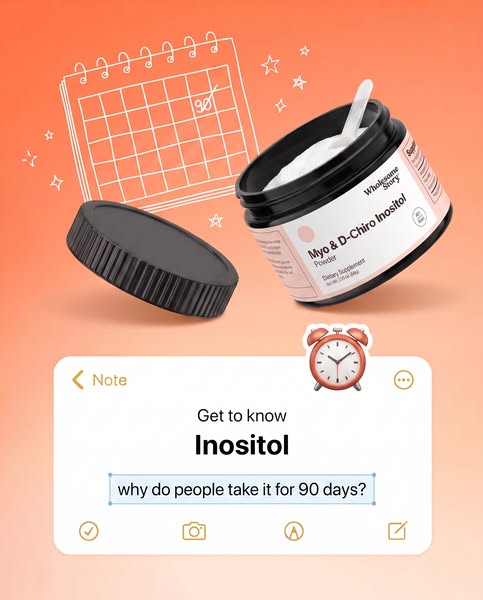 90
Wholesome
Story
Myo & D-Chiro Inositol
Powder
Dietary Supplement
Note
Get to know
Inositol
why do people take it for 90 days?